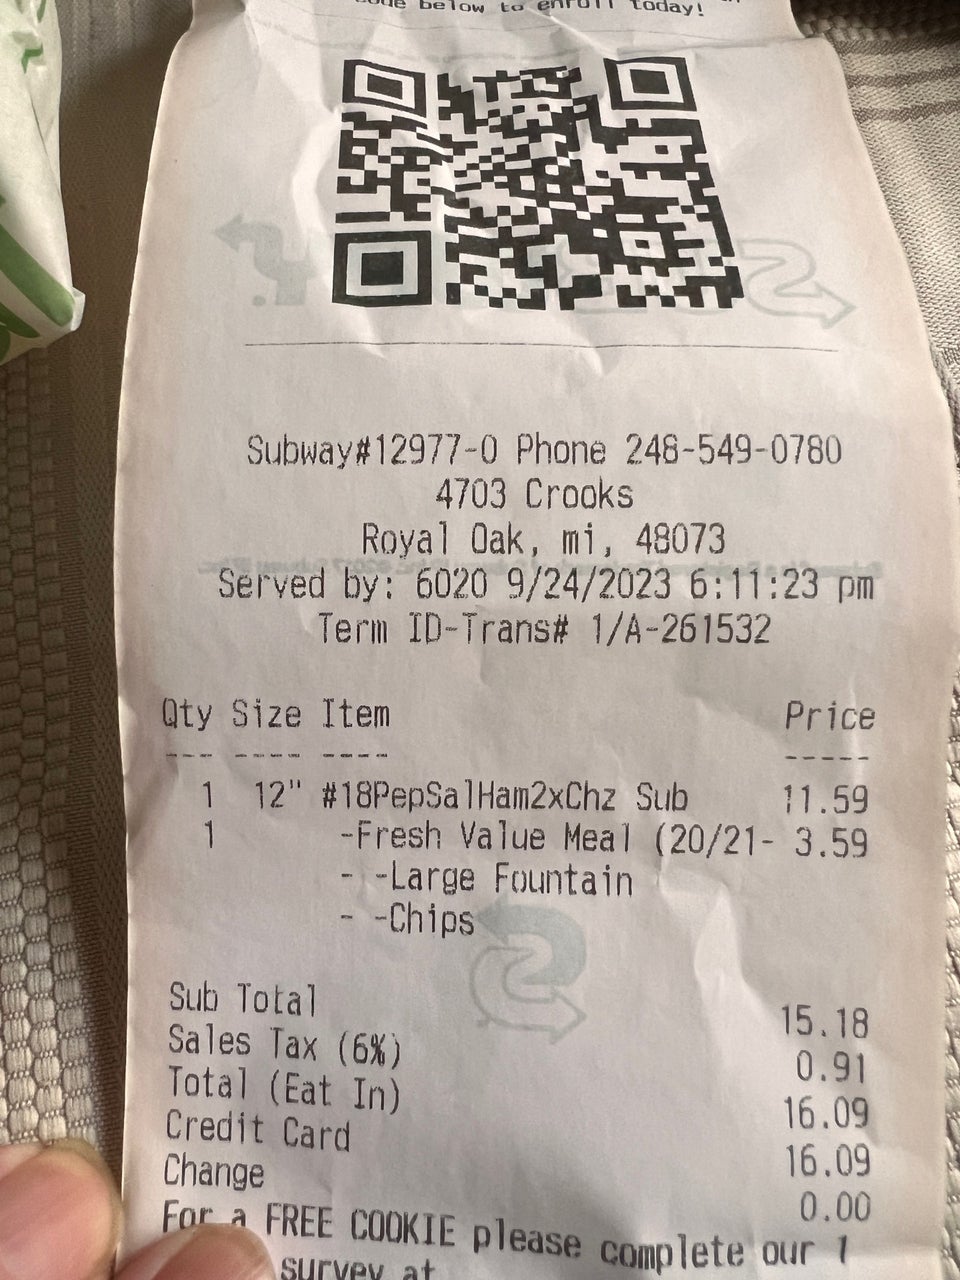 code below to enroll today!
Subway#12977-0 Phone 248-549-0780
4703 Crooks
Royal Oak, mi, 48073
Served by: 6020 9/24/2023 6:11:23 pm
Term ID-Trans# 1/A-261532
Qty Size Item Price
--- ---- ---- -----
1 12" #18PepSalHam2xChz Sub 11.59
1 -Fresh Value Meal (20/21- 3.59
- -Large Fountain
- -Chips
Sub Total 15.18
Sales Tax (6%) 0.91
Total (Eat In) 16.09
Credit Card 16.09
Change 0.00
For a FREE COOKIE please complete our 1
survey at